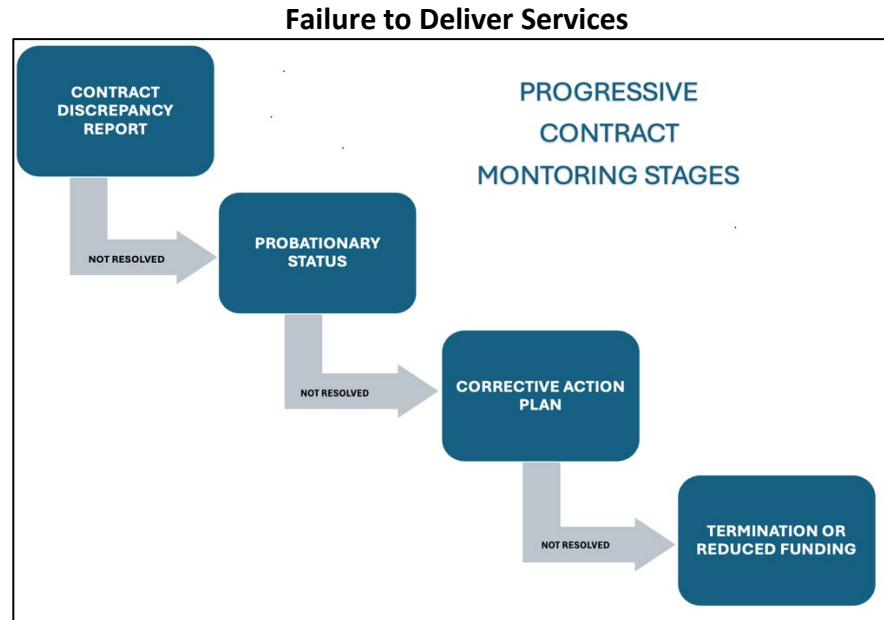 Failure to Deliver Services
CONTRACT
DISCREPANCY
REPORT
PROGRESSIVE
CONTRACT
MONTORING STAGES
NOT RESOLVED
PROBATIONARY
STATUS
NOT RESOLVED
CORRECTIVE ACTION
PLAN
NOT RESOLVED
TERMINATION OR
REDUCED FUNDING